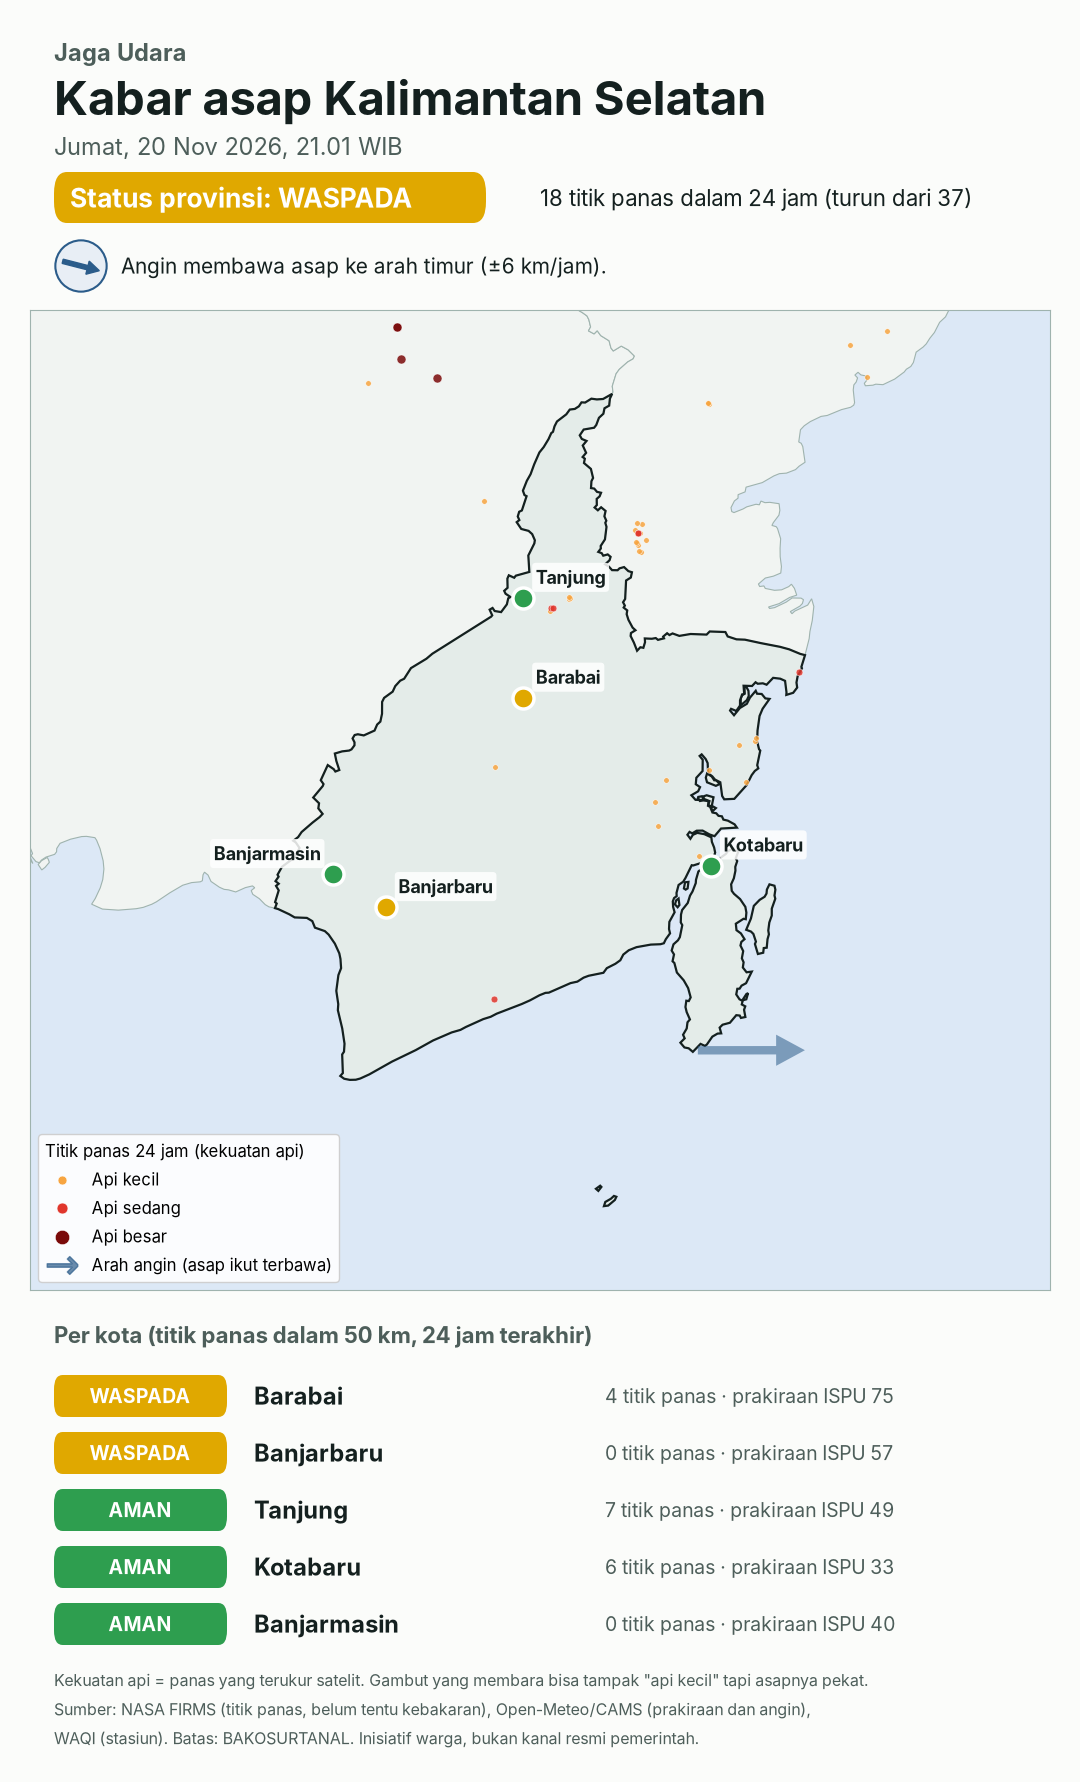 Jaga Udara
Kabar asap Kalimantan Selatan
Jumat, 20 Nov 2026, 21.01 WIB
Status provinsi: WASPADA
18 titik panas dalam 24 jam (turun dari 37)
Angin membawa asap ke arah timur (±6 km/jam).
Tanjung
Barabai
Banjarmasin
Kotabaru
Banjarbaru
Titik panas 24 jam (kekuatan api)
Api kecil
Api sedang
Api besar
Arah angin (asap ikut terbawa)
Per kota (titik panas dalam 50 km, 24 jam terakhir)
WASPADA Barabai 4 titik panas · prakiraan ISPU 75
WASPADA Banjarbaru 0 titik panas · prakiraan ISPU 57
AMAN Tanjung 7 titik panas · prakiraan ISPU 49
AMAN Kotabaru 6 titik panas · prakiraan ISPU 33
AMAN Banjarmasin 0 titik panas · prakiraan ISPU 40
Kekuatan api = panas yang terukur satelit. Gambut yang membara bisa tampak "api kecil" tapi asapnya pekat.
Sumber: NASA FIRMS (titik panas, belum tentu kebakaran), Open-Meteo/CAMS (prakiraan dan angin),
WAQI (stasiun). Batas: BAKOSURTANAL. Inisiatif warga, bukan kanal resmi pemerintah.